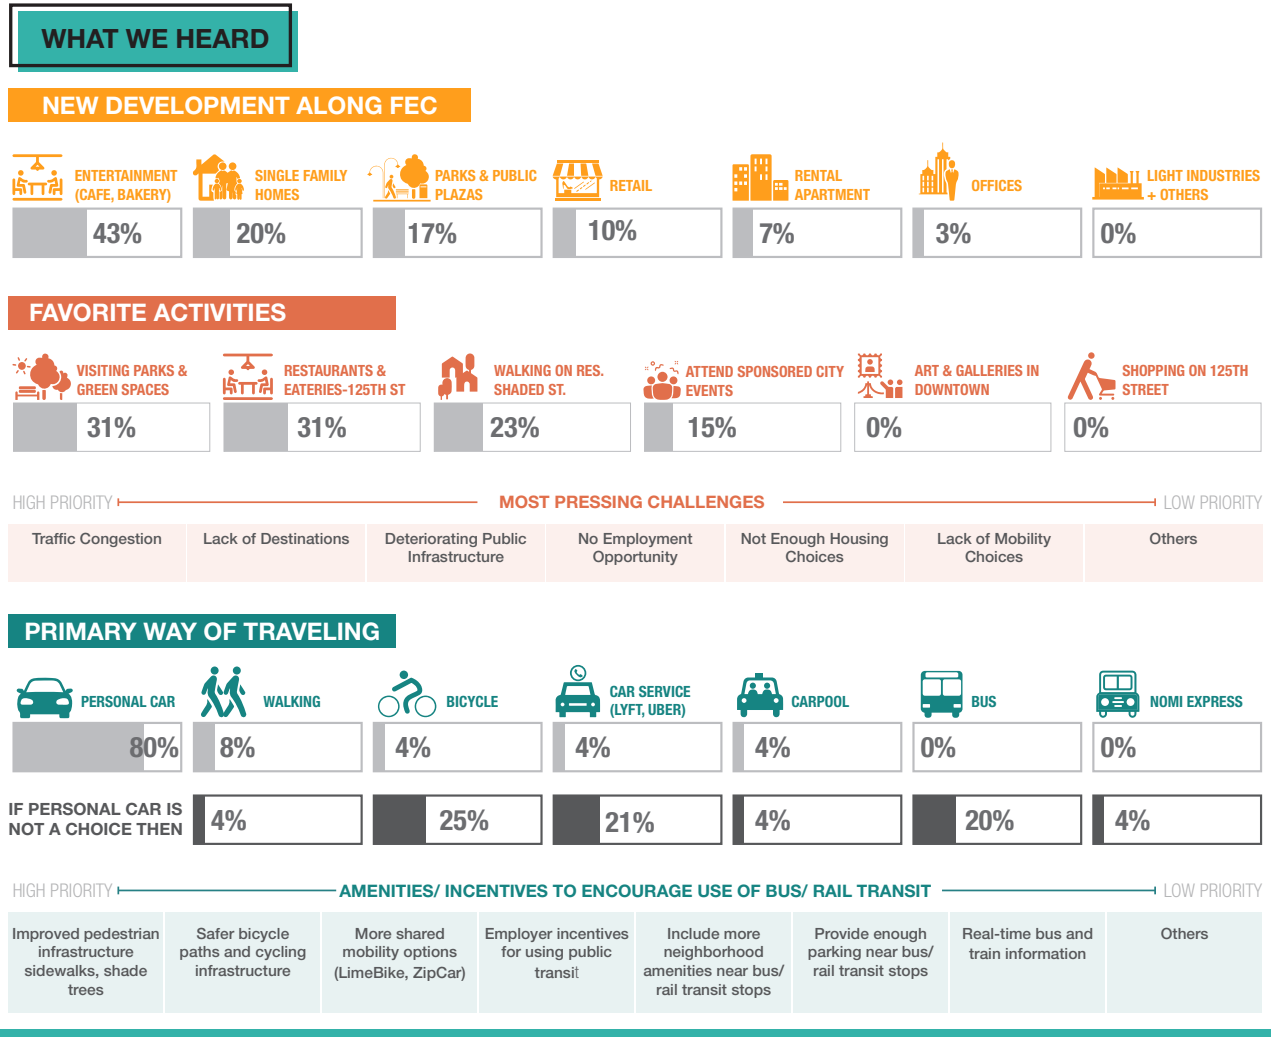 WHAT WE HEARD
NEW DEVELOPMENT ALONG FEC
ENTERTAINMENT
(CAFE, BAKERY)
SINGLE FAMILY
HOMES
PARKS & PUBLIC
PLAZAS
RETAIL
RENTAL
APARTMENT
OFFICES
LIGHT INDUSTRIES
+ OTHERS
43%
20%
17%
10%
7%
3%
0%
FAVORITE ACTIVITIES
VISITING PARKS &
GREEN SPACES
RESTAURANTS &
EATERIES-125TH ST
WALKING ON RES.
SHADED ST.
ATTEND SPONSORED CITY
EVENTS
ART & GALLERIES IN
DOWNTOWN
SHOPPING ON 125TH
STREET
31%
31%
23%
15%
0%
0%
HIGH PRIORITY
MOST PRESSING CHALLENGES
LOW PRIORITY
Traffic Congestion
Lack of Destinations
Deteriorating Public
Infrastructure
No Employment
Opportunity
Not Enough Housing
Choices
Lack of Mobility
Choices
Others
PRIMARY WAY OF TRAVELING
PERSONAL CAR
WALKING
BICYCLE
CAR SERVICE
(LYFT, UBER)
CARPOOL
BUS
NOMI EXPRESS
80%
8%
4%
4%
4%
0%
0%
IF PERSONAL CAR IS
NOT A CHOICE THEN
4%
25%
21%
4%
20%
4%
HIGH PRIORITY
AMENITIES/ INCENTIVES TO ENCOURAGE USE OF BUS/ RAIL TRANSIT
LOW PRIORITY
Improved pedestrian
infrastructure
sidewalks, shade
trees
Safer bicycle
paths and cycling
infrastructure
More shared
mobility options
(LimeBike, ZipCar)
Employer incentives
for using public
transit
Include more
neighborhood
amenities near bus/
rail transit stops
Provide enough
parking near bus/
rail transit stops
Real-time bus and
train information
Others